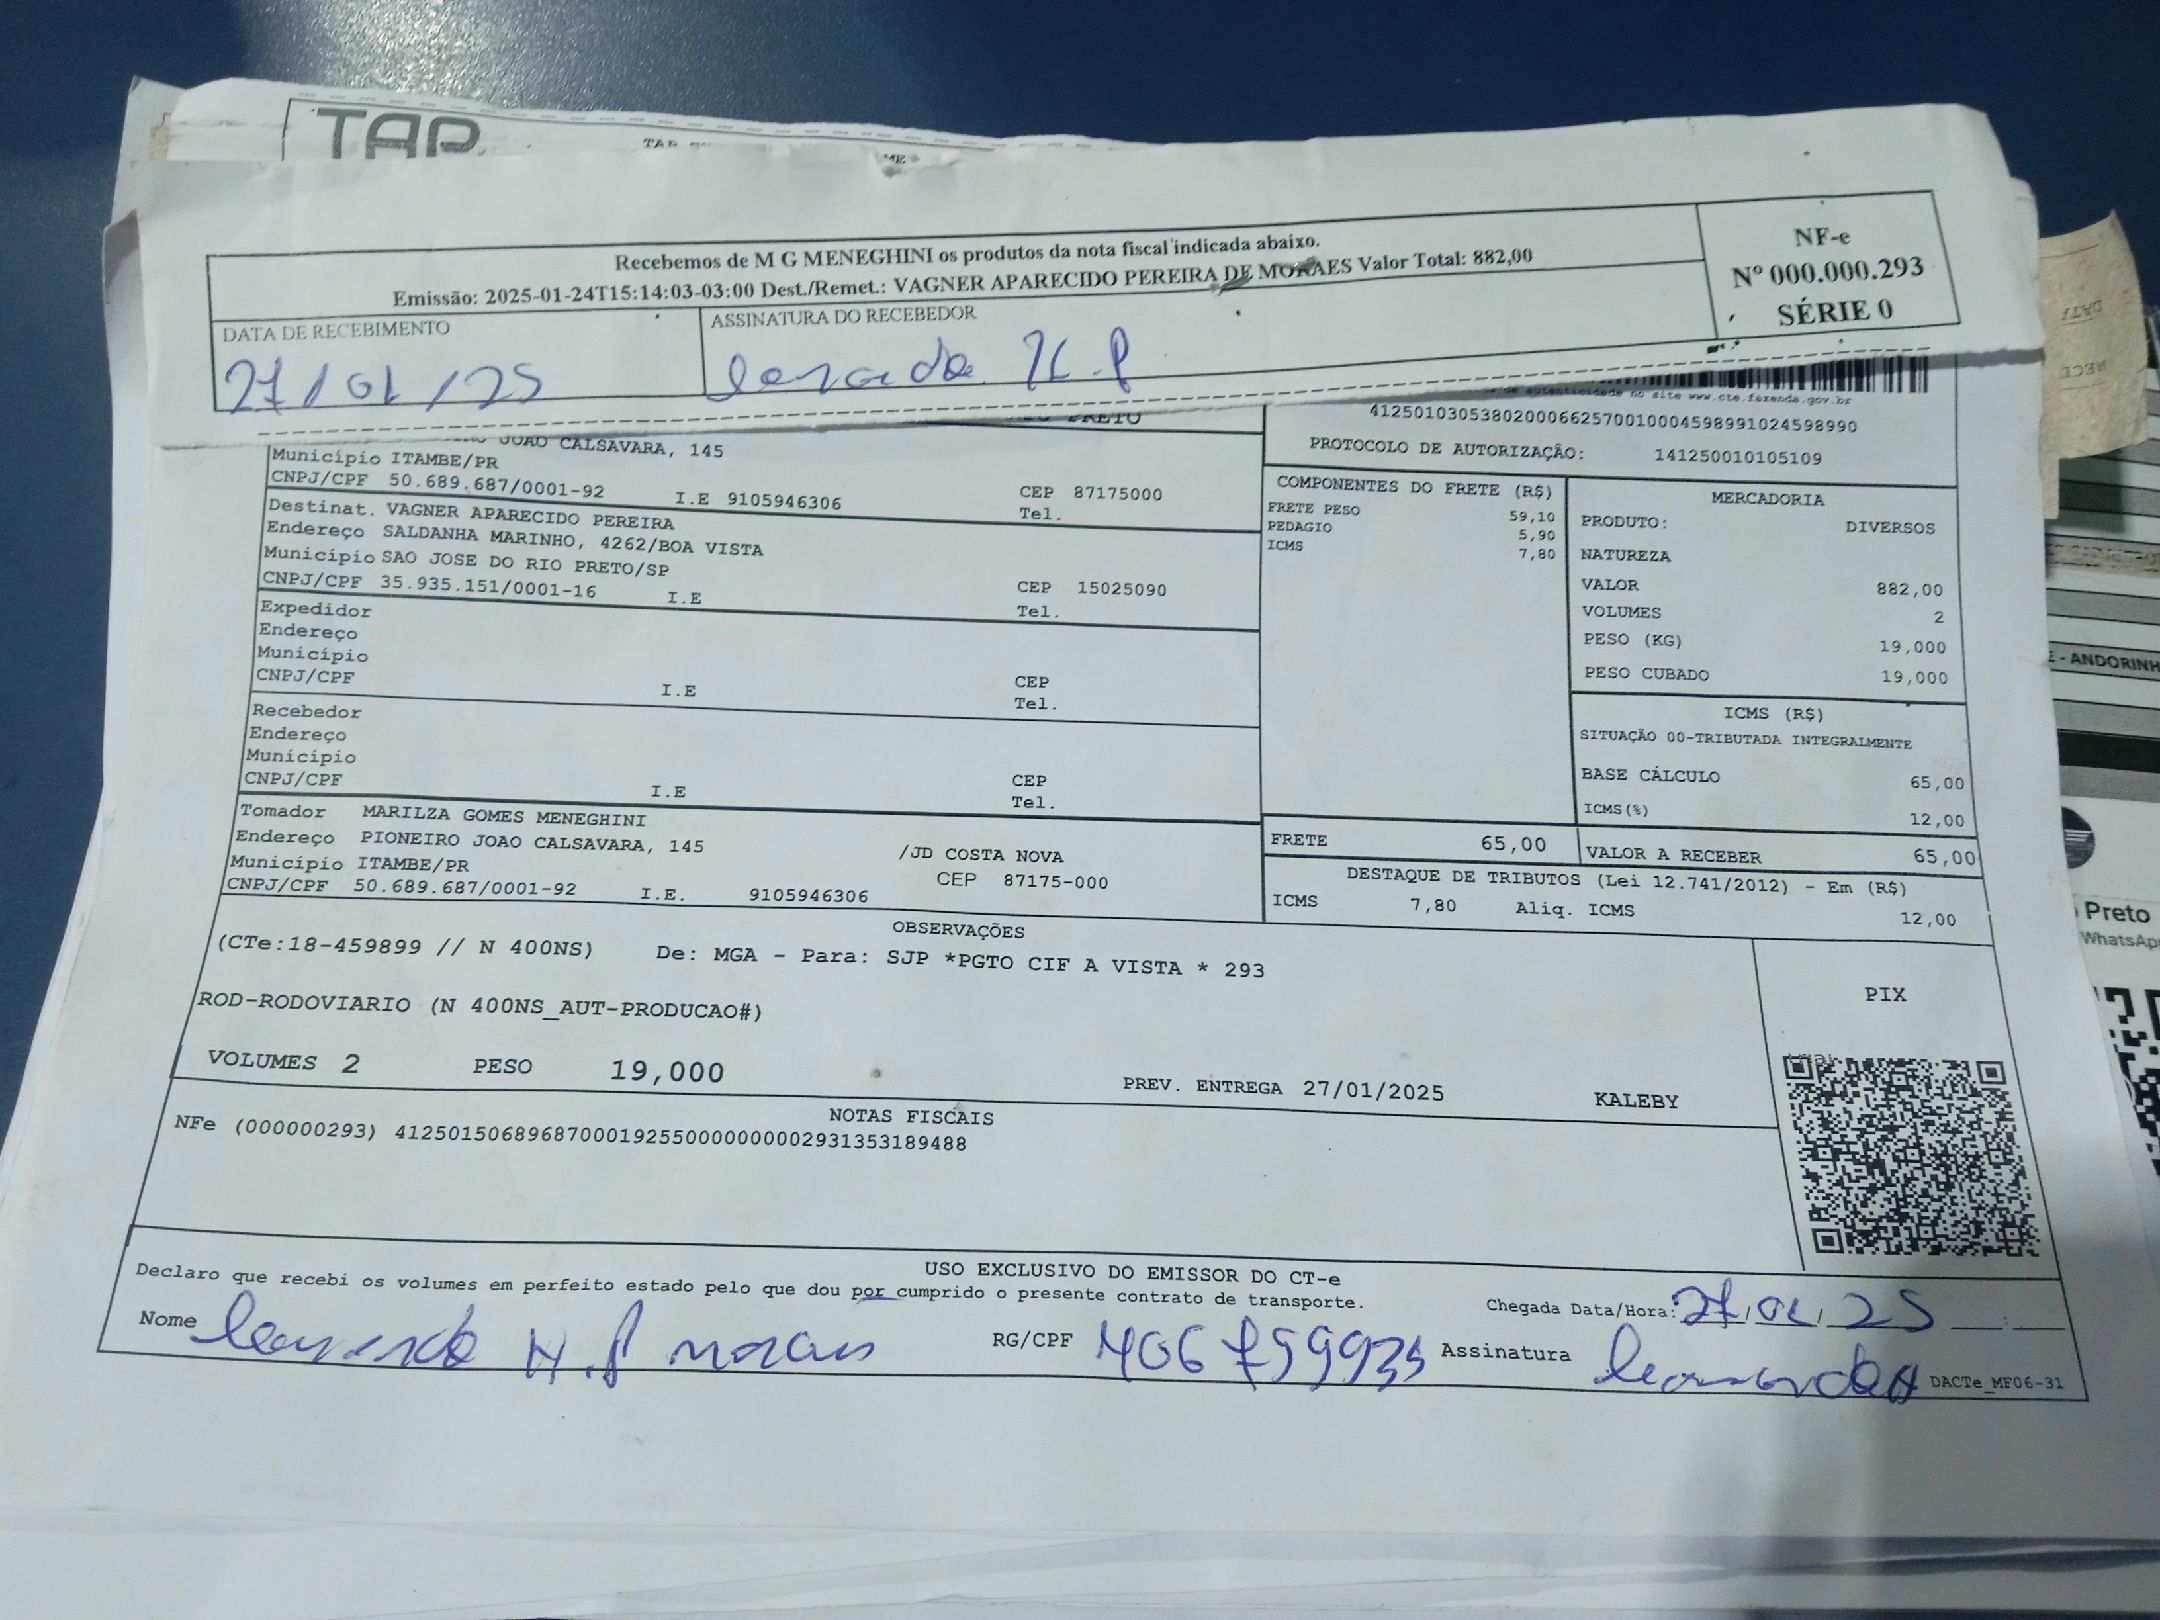 TAP
Recebemos de M G MENEGHINI os produtos da nota fiscal indicada abaixo.
Emissão: 2025-01-24T15:14:03-03:00 Dest./Remet.: VAGNER APARECIDO PEREIRA DE MORAES Valor Total: 882,00
NF-e
Nº 000.000.293
SÉRIE 0
DATA DE RECEBIMENTO
27/01/25
ASSINATURA DO RECEBEDOR
de autenticidade no site www.cte.fazenda.gov.br
41250103053802000662570010004598991024598990
PROTOCOLO DE AUTORIZAÇÃO: 141250010105109
PRETO
JOAO CALSAVARA, 145
Município ITAMBE/PR
CNPJ/CPF 50.689.687/0001-92 I.E 9105946306 CEP 87175000
Tel.
Destinat. VAGNER APARECIDO PEREIRA
Endereço SALDANHA MARINHO, 4262/BOA VISTA
Município SAO JOSE DO RIO PRETO/SP
CNPJ/CPF 35.935.151/0001-16 I.E CEP 15025090
Tel.
Expedidor
Endereço
Município
CNPJ/CPF I.E CEP
Tel.
Recebedor
Endereço
Município
CNPJ/CPF I.E CEP
Tel.
Tomador MARILZA GOMES MENEGHINI
Endereço PIONEIRO JOAO CALSAVARA, 145 /JD COSTA NOVA
Município ITAMBE/PR CEP 87175-000
CNPJ/CPF 50.689.687/0001-92 I.E. 9105946306
COMPONENTES DO FRETE (R$)
FRETE PESO 59,10
PEDAGIO 5,90
ICMS 7,80
MERCADORIA
PRODUTO: DIVERSOS
NATUREZA
VALOR 882,00
VOLUMES 2
PESO (KG) 19,000
PESO CUBADO 19,000
ICMS (R$)
SITUAÇÃO 00-TRIBUTADA INTEGRALMENTE
BASE CÁLCULO 65,00
ICMS(%) 12,00
FRETE 65,00 VALOR A RECEBER 65,00
DESTAQUE DE TRIBUTOS (Lei 12.741/2012) - Em (R$)
ICMS 7,80 Aliq. ICMS 12,00
OBSERVAÇÕES
(CTe:18-459899 // N 400NS) De: MGA - Para: SJP *PGTO CIF A VISTA * 293
ROD-RODOVIARIO (N 400NS_AUT-PRODUCAO#)
PIX
VOLUMES 2 PESO 19,000 PREV. ENTREGA 27/01/2025 KALEBY
NOTAS FISCAIS
NFe (000000293) 41250150689687000192550000000002931353189488
USO EXCLUSIVO DO EMISSOR DO CT-e
Declaro que recebi os volumes em perfeito estado pelo que dou por cumprido o presente contrato de transporte.
Chegada Data/Hora: 27/01/25
Nome
RG/CPF
Assinatura
DACTe_MF06-31
- ANDORINH
Preto
WhatsAp